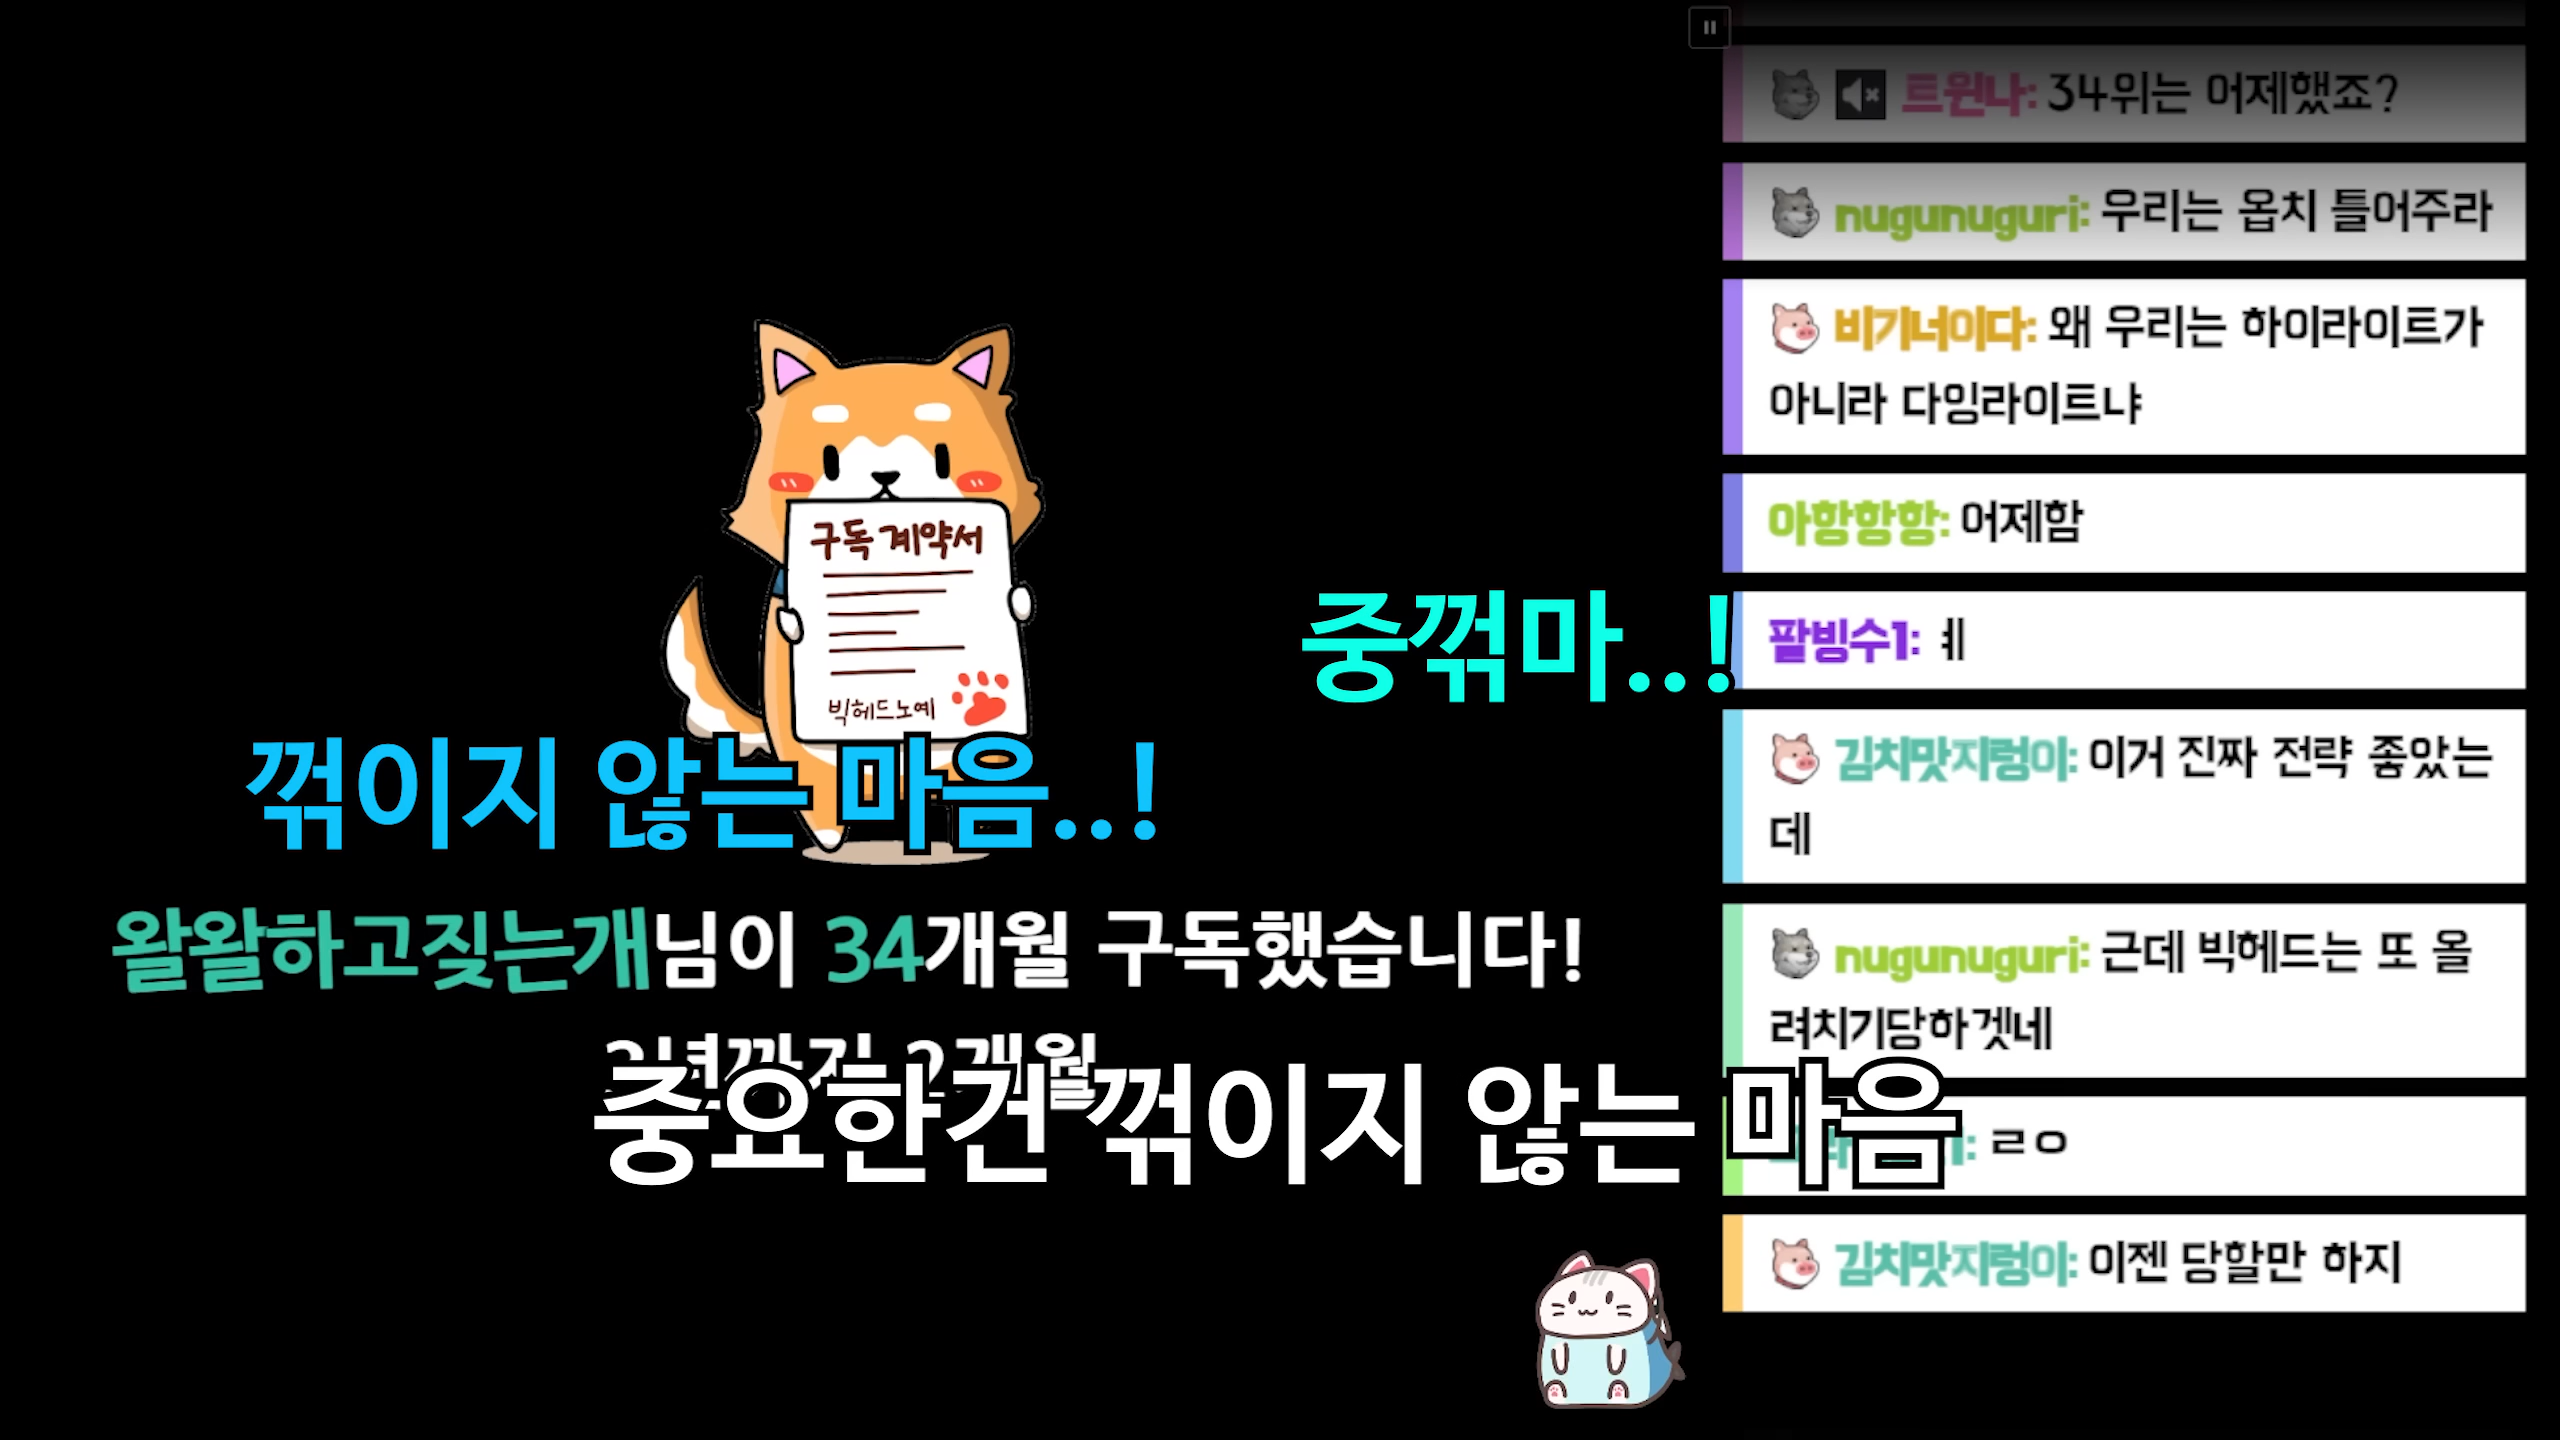 구독 계약서
빅헤드노예
중꺾마..!
꺾이지 않는 마음..!
왈왈하고짖는개님이 34개월 구독했습니다!
중요한건 꺾이지 않는 마음
트윈나: 34위는 어제했죠?
nugunuguri: 우리는 옵치 틀어주라
비기너이다: 왜 우리는 하이라이트가
아니라 다잉라이트냐
아항항항: 어제함
팥빙수1: ㅖ
김치맛지렁이: 이거 진짜 전략 좋았는
데
nugunuguri: 근데 빅헤드는 또 올
려치기당하겟네
ㄹㅇ
김치맛지렁이: 이젠 당할만 하지